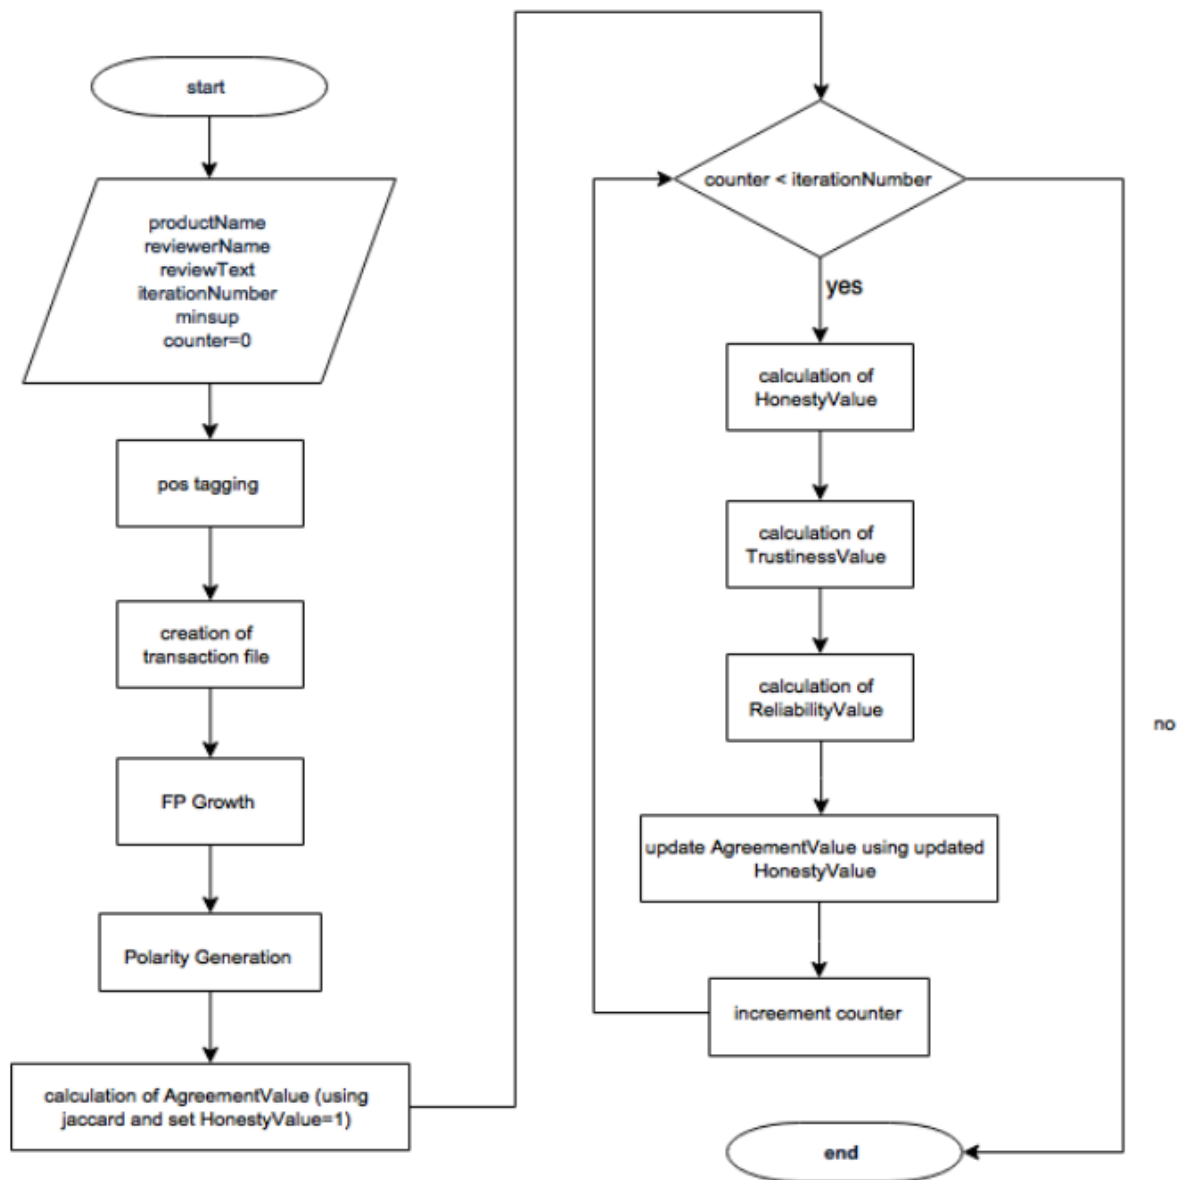 start
productName
reviewerName
reviewText
iterationNumber
minsup
counter=0
pos tagging
creation of
transaction file
FP Growth
Polarity Generation
calculation of AgreementValue (using
jaccard and set HonestyValue=1)
counter < iterationNumber
yes
calculation of
HonestyValue
calculation of
TrustinessValue
calculation of
ReliabilityValue
update AgreementValue using updated
HonestyValue
increement counter
no
end